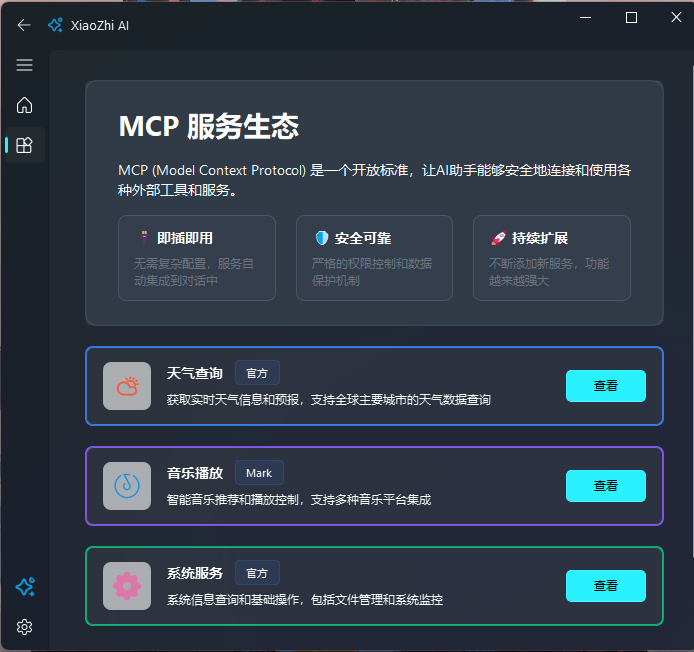 XiaoZhi AI
MCP 服务生态
MCP (Model Context Protocol) 是一个开放标准，让AI助手能够安全地连接和使用各
种外部工具和服务。
即插即用
无需复杂配置，服务自
动集成到对话中
安全可靠
严格的权限控制和数据
保护机制
持续扩展
不断添加新服务，功能
越来越强大
天气查询 官方
获取实时天气信息和预报，支持全球主要城市的天气数据查询
查看
音乐播放 Mark
智能音乐推荐和播放控制，支持多种音乐平台集成
查看
系统服务 官方
系统信息查询和基础操作，包括文件管理和系统监控
查看